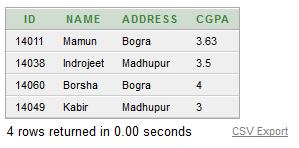 ID NAME ADDRESS CGPA
14011 Mamun Bogra 3.63
14038 Indrojeet Madhupur 3.5
14060 Borsha Bogra 4
14049 Kabir Madhupur 3
4 rows returned in 0.00 seconds CSV Export